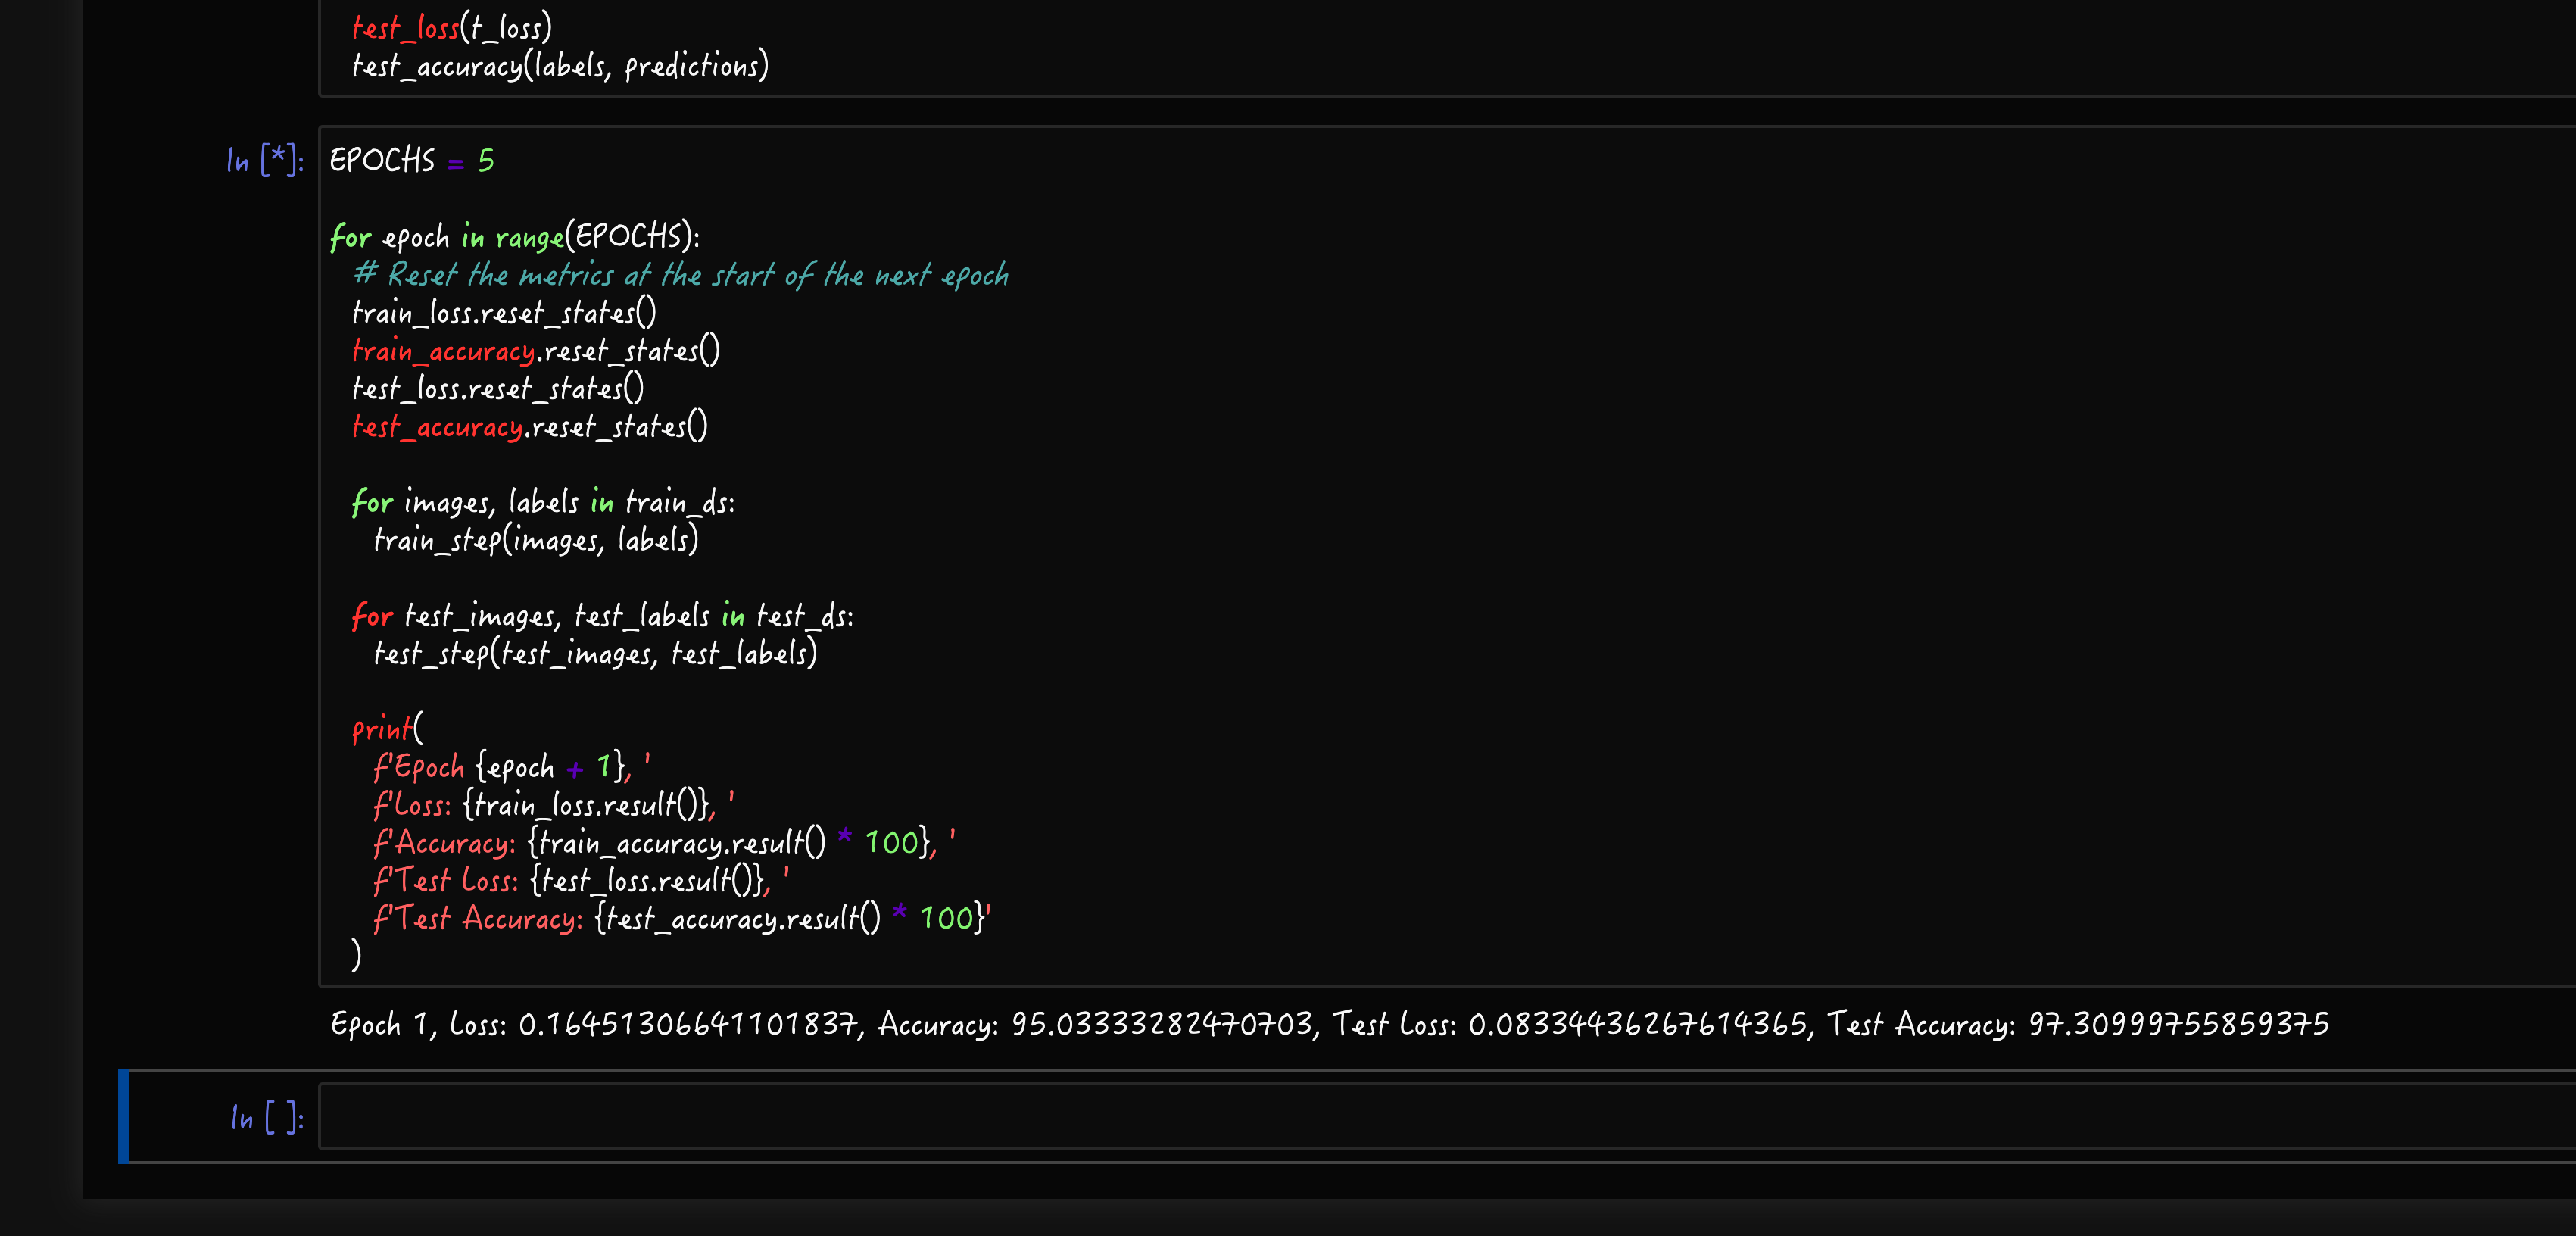 test_loss(t_loss)
test_accuracy(labels, predictions)
In [*]:
EPOCHS = 5
for epoch in range(EPOCHS):
# Reset the metrics at the start of the next epoch
train_loss.reset_states()
train_accuracy.reset_states()
test_loss.reset_states()
test_accuracy.reset_states()
for images, labels in train_ds:
train_step(images, labels)
for test_images, test_labels in test_ds:
test_step(test_images, test_labels)
print(
f'Epoch {epoch + 1}, '
f'Loss: {train_loss.result()}, '
f'Accuracy: {train_accuracy.result() * 100}, '
f'Test Loss: {test_loss.result()}, '
f'Test Accuracy: {test_accuracy.result() * 100}'
)
Epoch 1, Loss: 0.16451306641101837, Accuracy: 95.03333282470703, Test Loss: 0.08334436267614365, Test Accuracy: 97.30999755859375
In [ ]: